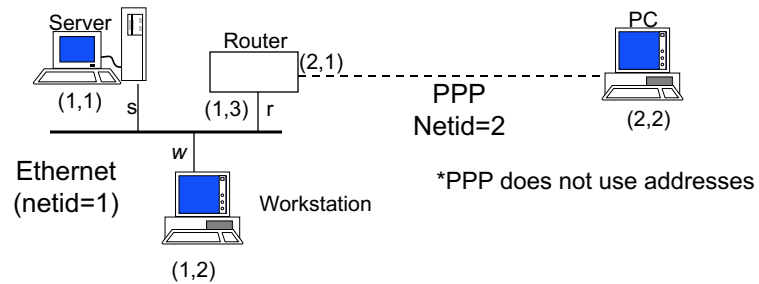 Server
Router
PC
(2,1)
(1,1)
s
(1,3)
r
PPP
Netid=2
(2,2)
w
Ethernet
(netid=1)
*PPP does not use addresses
Workstation
(1,2)